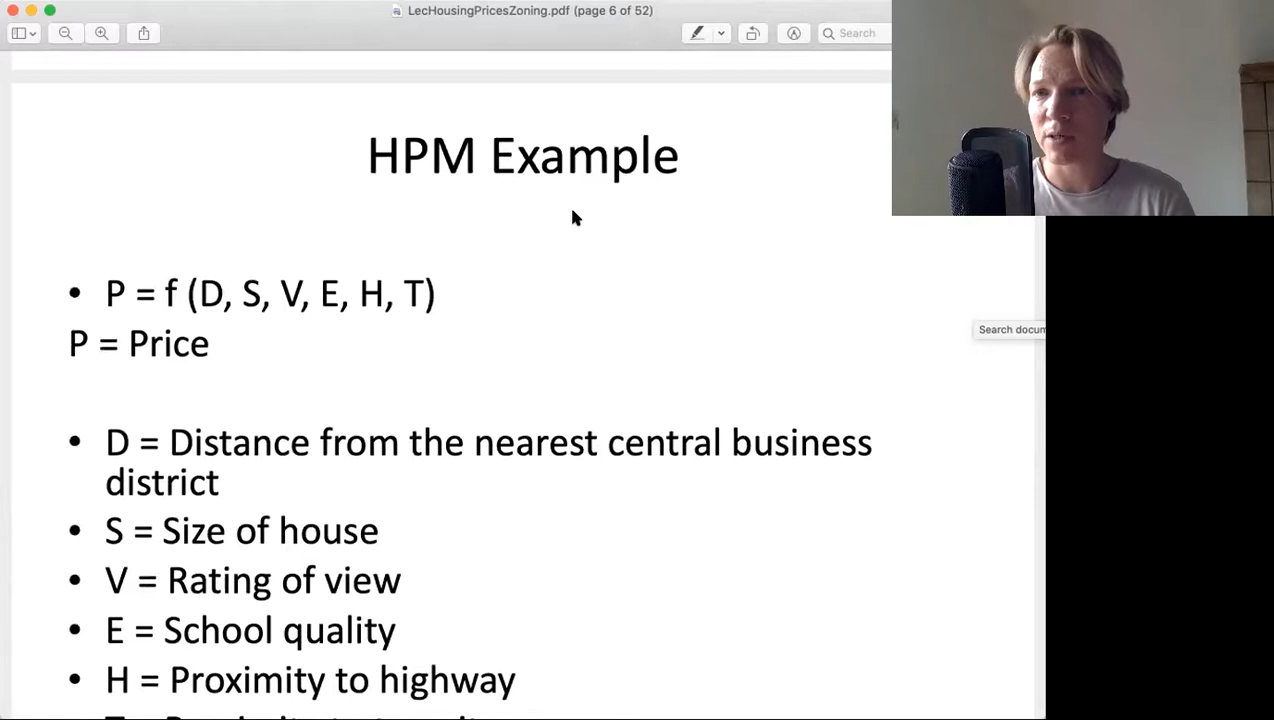 LecHousingPricesZoning.pdf (page 6 of 52)
Search
HPM Example
• P = f (D, S, V, E, H, T)
P = Price
Search docum
• D = Distance from the nearest central business
district
• S = Size of house
• V = Rating of view
• E = School quality
• H = Proximity to highway